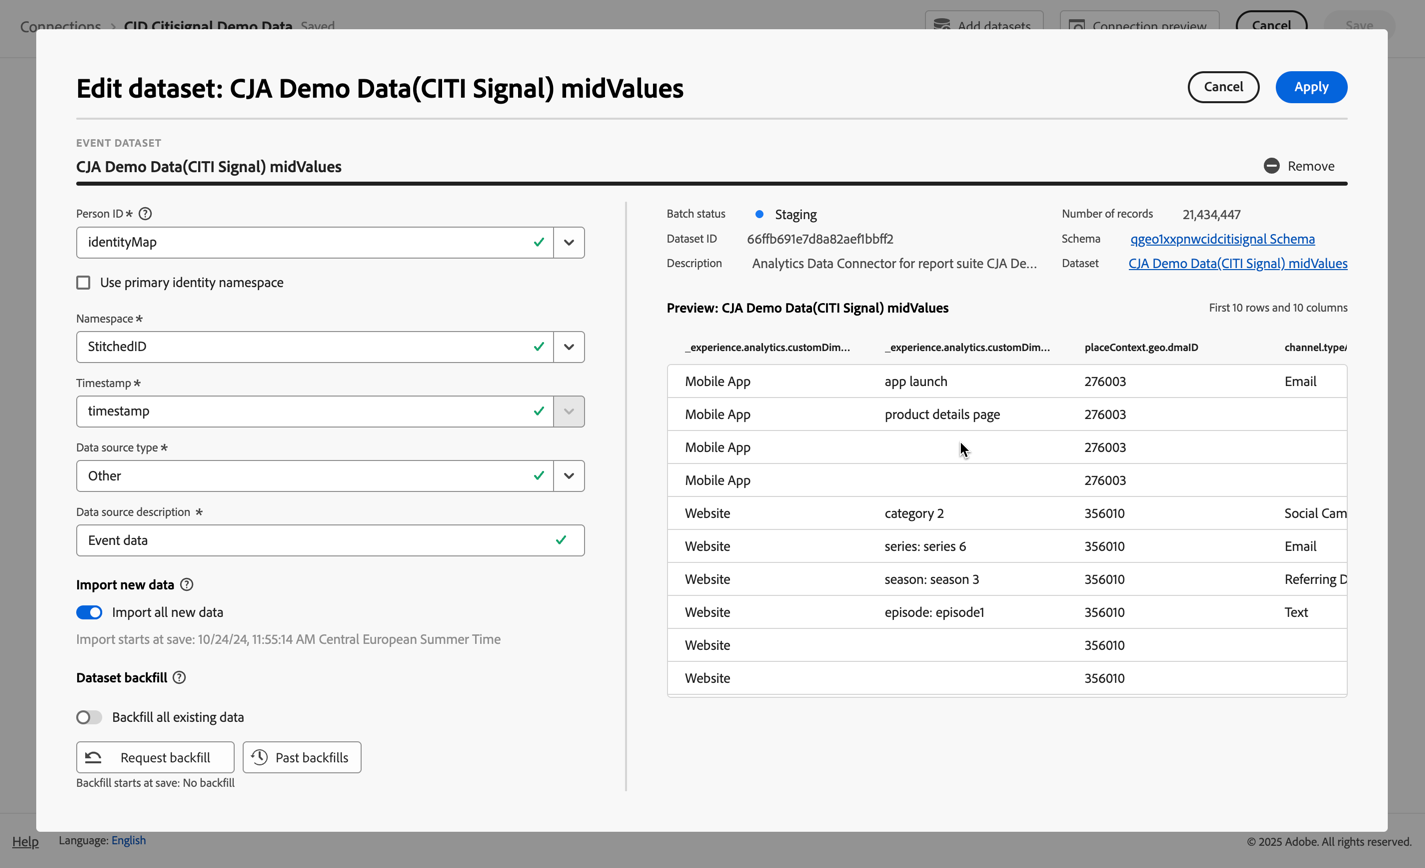 Connections > CJD Citisignal Demo Data Saved
Add datasets
Connection preview
Cancel
Save
Edit dataset: CJA Demo Data(CITI Signal) midValues
Cancel
Apply
EVENT DATASET
CJA Demo Data(CITI Signal) midValues
Remove
Person ID *
identityMap
Use primary identity namespace
Namespace *
StitchedID
Timestamp *
timestamp
Data source type *
Other
Data source description *
Event data
Import new data
Import all new data
Import starts at save: 10/24/24, 11:55:14 AM Central European Summer Time
Dataset backfill
Backfill all existing data
Request backfill
Past backfills
Backfill starts at save: No backfill
Batch status Staging
Number of records 21,434,447
Dataset ID 66ffb691e7d8a82aef1bbff2
Schema qgeo1xxpnwcidcitisignal Schema
Description Analytics Data Connector for report suite CJA De...
Dataset CJA Demo Data(CITI Signal) midValues
Preview: CJA Demo Data(CITI Signal) midValues
First 10 rows and 10 columns
_experience.analytics.customDim... _experience.analytics.customDim... placeContext.geo.dmaID channel.type
Mobile App app launch 276003 Email
Mobile App product details page 276003
Mobile App 276003
Mobile App 276003
Website category 2 356010 Social Cam
Website series: series 6 356010 Email
Website season: season 3 356010 Referring D
Website episode: episode1 356010 Text
Website 356010
Website 356010
Help
Language: English
© 2025 Adobe. All rights reserved.